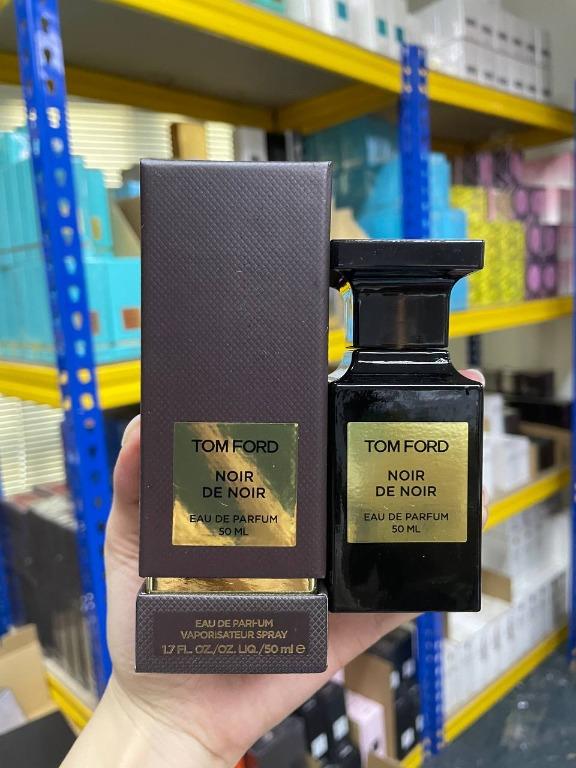 TOM FORD
NOIR
DE NOIR
EAU DE PARFUM
50 ML
EAU DE PARFUM
VAPORISATEUR SPRAY
1.7 FL. OZ./OZ. LIQ./50 ml e
TOM FORD
NOIR
DE NOIR
EAU DE PARFUM
50 ML